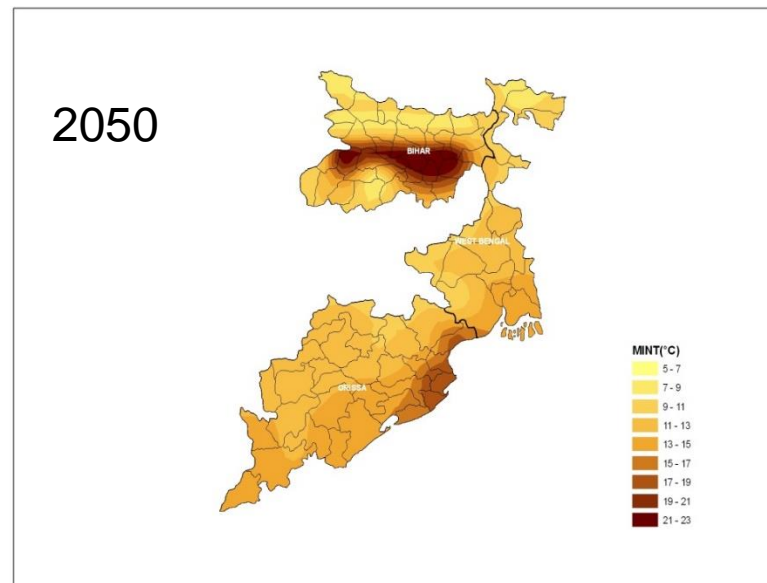 2050
BIHAR
WEST BENGAL
ORISSA
MINT(°C)
5 - 7
7 - 9
9 - 11
11 - 13
13 - 15
15 - 17
17 - 19
19 - 21
21 - 23